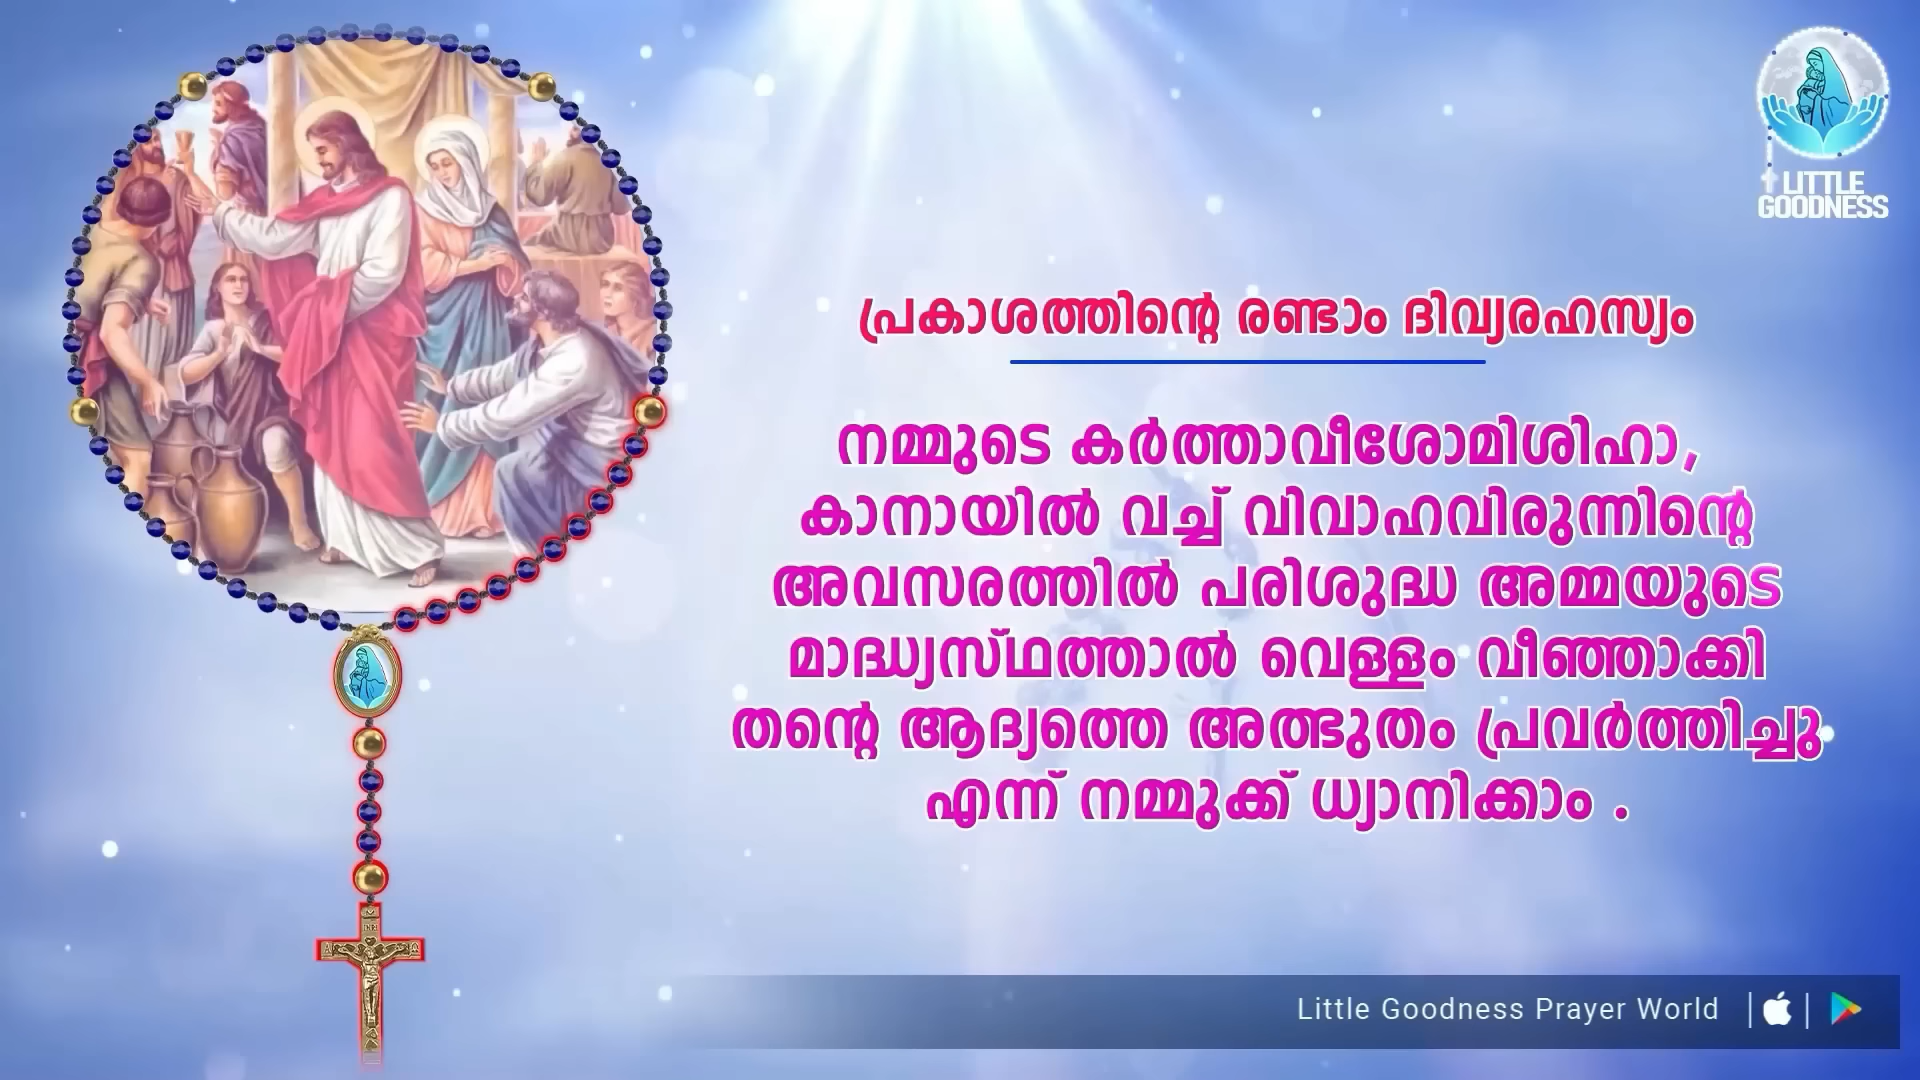 LITTLE
GOODNESS
പ്രകാശത്തിന്റെ രണ്ടാം ദിവ്യരഹസ്യം
നമ്മുടെ കർത്താവീശോമിശിഹാ,
കാനായിൽ വച്ച് വിവാഹവിരുന്നിന്റെ
അവസരത്തിൽ പരിശുദ്ധ അമ്മയുടെ
മാദ്ധ്യസ്ഥത്താൽ വെള്ളം വീഞ്ഞാക്കി
തന്റെ ആദ്യത്തെ അത്ഭുതം പ്രവർത്തിച്ചു
എന്ന് നമ്മുക്ക് ധ്യാനിക്കാം .
INRI
Little Goodness Prayer World